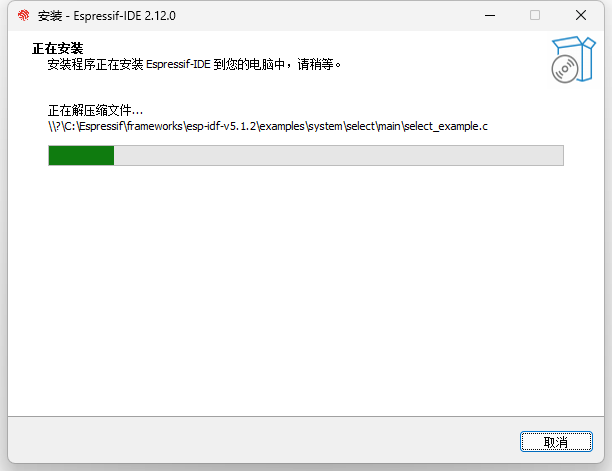 安装 - Espressif-IDE 2.12.0
正在安装
安装程序正在安装 Espressif-IDE 到您的电脑中，请稍等。
正在解压缩文件...
\\?\C:\Espressif\frameworks\esp-idf-v5.1.2\examples\system\select\main\select_example.c
取消